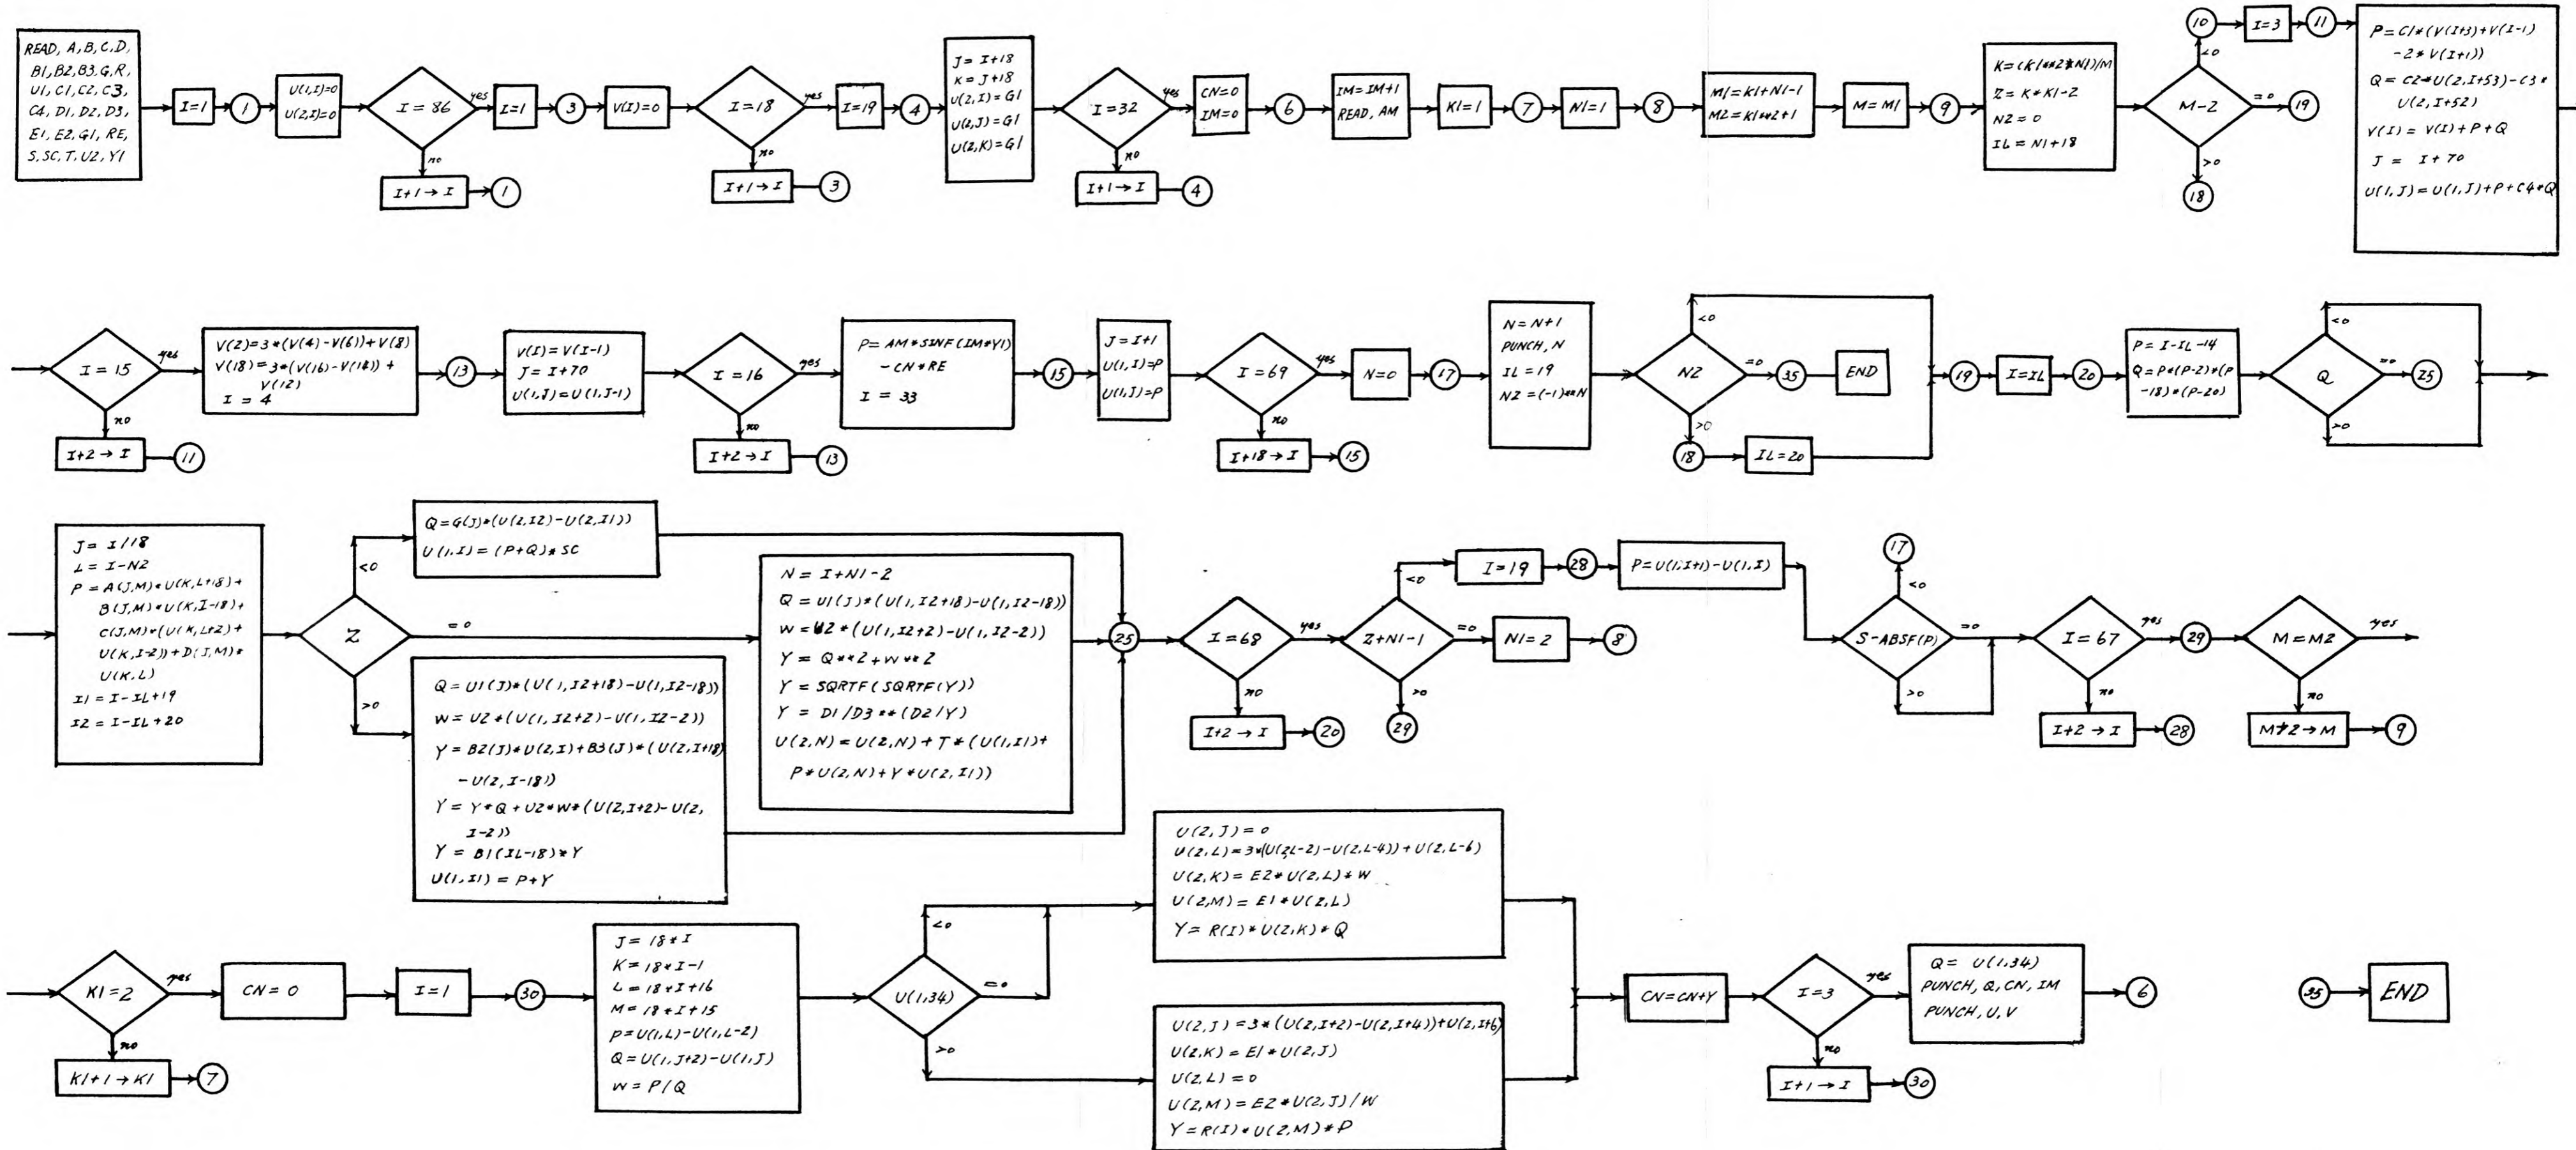 READ, A, B, C, D,
B1, B2, B3, G, R,
U1, C1, C2, C3,
C4, D1, D2, D3,
E1, E2, G1, RE,
S, SC, T, U2, Y1
I=1
1
U(1,I)=0
U(2,I)=0
I=86
yes
no
I+1→I
1
I=1
3
V(I)=0
I=18
yes
no
I+1→I
3
I=19
4
J=I+18
K=J+18
U(2,I)=G1
U(2,J)=G1
U(2,K)=G1
I=32
yes
no
I+1→I
4
CN=0
IM=0
6
IM=IM+1
READ, AM
K1=1
7
N1=1
8
M1=K1+N1-1
M2=K1**2+1
M=M1
9
K=(K1**2*N1)/M
Z=K*K1-2
N2=0
IL=N1+18
M-2
<0
10
=0
19
>0
18
I=3
11
P=C1*(V(I+3)+V(I-1)
-2*V(I+1))
Q=C2*U(2,I+53)-C3*
U(2,I+52)
V(I)=V(I)+P+Q
J=I+70
U(1,J)=U(1,J)+P+C4*Q
I=15
yes
no
I+2→I
11
V(2)=3*(V(4)-V(6))+V(8)
V(18)=3*(V(16)-V(14))+
V(12)
I=4
13
V(I)=V(I-1)
J=I+70
U(1,J)=U(1,J-1)
I=16
yes
no
I+2→I
13
P=AM*SINF(IM*Y1)
-CN*RE
I=33
15
J=I+1
U(1,I)=P
U(1,J)=P
I=69
yes
no
I+18→I
15
N=0
17
N=N+1
PUNCH, N
IL=19
N2=(-1)**N
N2
<0
=0
35
END
>0
18
IL=20
19
I=IL
20
P=I-IL-14
Q=P*(P-2)*(P
-18)*(P-20)
Q
<0
=0
25
>0
J=I/18
L=I-N2
P=A(J,M)*U(K,L+18)+
B(J,M)*U(K,I-18)+
C(J,M)*(U(K,L+2)+
U(K,I-2))+D(J,M)*
U(K,L)
I1=I-IL+19
I2=I-IL+20
Z
<0
=0
>0
Q=G(J)*(U(2,I2)-U(2,I1))
U(1,I)=(P+Q)*SC
N=I+N1-2
Q=U1(J)*(U(1,I2+18)-U(1,I2-18))
W=U2*(U(1,I2+2)-U(1,I2-2))
Y=Q**2+W**2
Y=SQRTF(SQRTF(Y))
Y=D1/D3**(D2/Y)
U(2,N)=U(2,N)+T*(U(1,I1)+
P*U(2,N)+Y*U(2,I1))
Q=U1(J)*(U(1,I2+18)-U(1,I2-18))
W=U2*(U(1,I2+2)-U(1,I2-2))
Y=B2(J)*U(2,I)+B3(J)*(U(2,I+18)
-U(2,I-18))
Y=Y*Q+U2*W*(U(2,I+2)-U(2,
I-2))
Y=B1(IL-18)*Y
U(1,I1)=P+Y
25
I=68
yes
no
I+2→I
20
Z+N1-1
<0
=0
N1=2
8
>0
29
I=19
28
P=U(1,I+1)-U(1,I)
S-ABSF(P)
<0
17
=0
>0
I=67
yes
no
I+2→I
28
29
M=M2
yes
no
M+2→M
9
K1=2
yes
no
K1+1→K1
7
CN=0
I=1
30
J=18*I
K=18*I-1
L=18*I+16
M=18*I+15
P=U(1,L)-U(1,L-2)
Q=U(1,J+2)-U(1,J)
W=P/Q
U(1,34)
<0
=0
>0
U(2,J)=0
U(2,L)=3*(U(2,L-2)-U(2,L-4))+U(2,L-6)
U(2,K)=E2*U(2,L)*W
U(2,M)=E1*U(2,L)
Y=R(I)*U(2,K)*Q
U(2,J)=3*(U(2,I+2)-U(2,I+4))+U(2,I+6)
U(2,K)=E1*U(2,J)
U(2,L)=0
U(2,M)=E2*U(2,J)/W
Y=R(I)*U(2,M)*P
CN=CN+Y
I=3
yes
no
I+1→I
30
Q=U(1,34)
PUNCH, Q, CN, IM
PUNCH, U, V
6
35
END